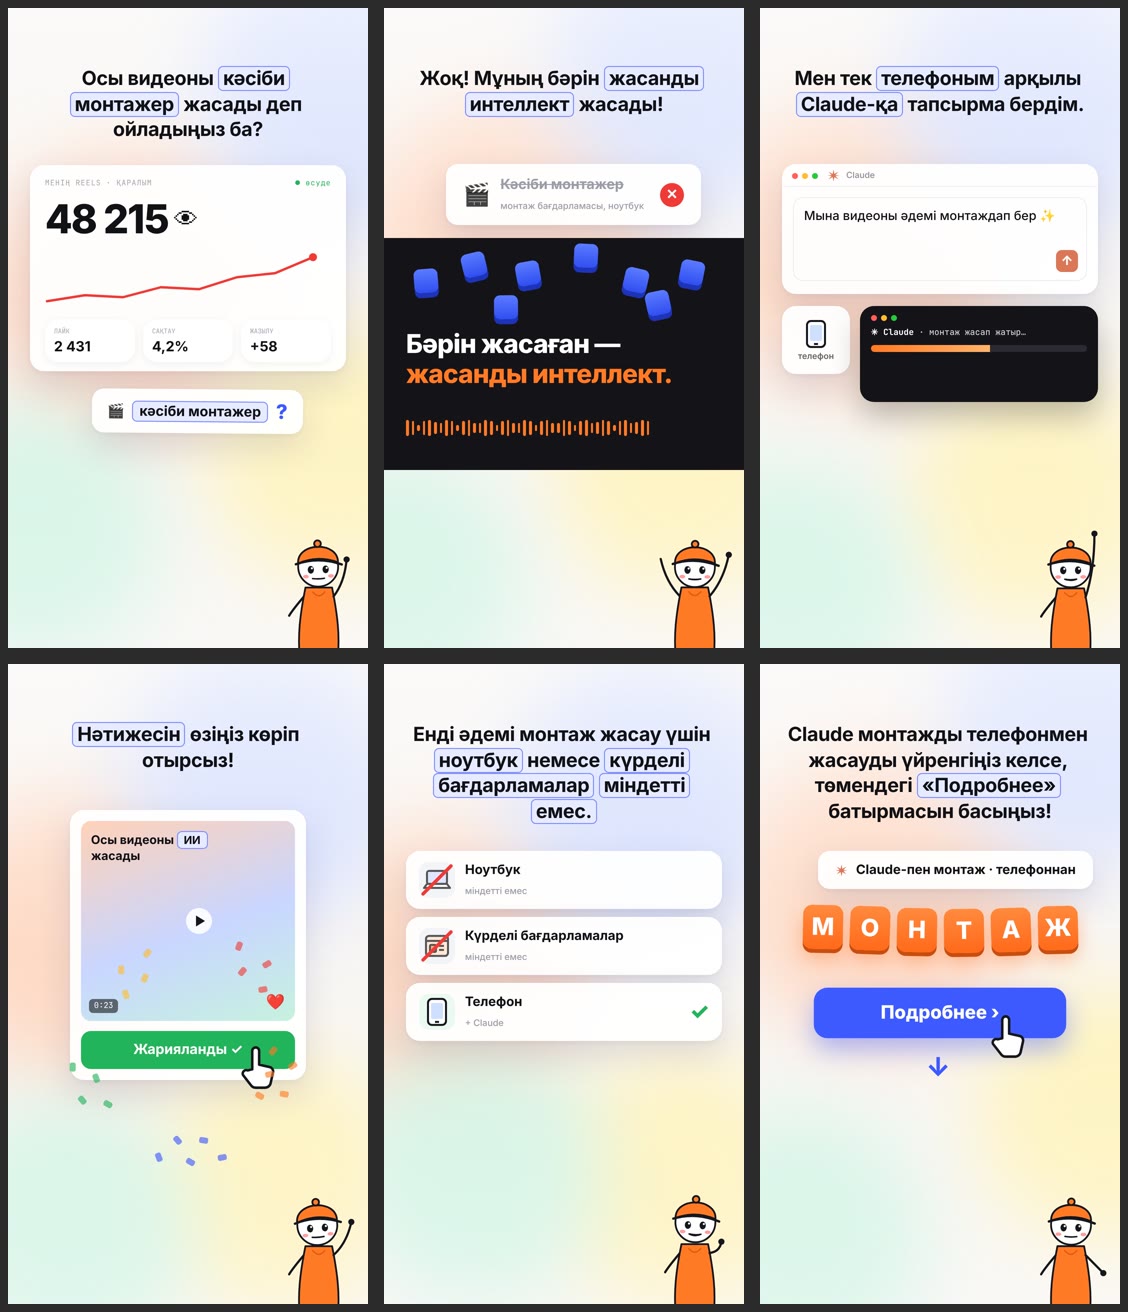 Осы видеоны кәсіби
монтажер жасады деп
ойладыңыз ба?
МЕНІҢ REELS · ҚАРАЛЫМ
өсуде
48 215
ЛАЙК
2 431
САҚТАУ
4,2%
ЖАЗЫЛУ
+58
кәсіби монтажер ?
Жоқ! Мұның бәрін жасанды
интеллект жасады!
Кәсіби монтажер
монтаж бағдарламасы, ноутбук
Бәрін жасаған —
жасанды интеллект.
Мен тек телефоным арқылы
Claude-қа тапсырма бердім.
Claude
Мына видеоны әдемі монтаждап бер ✨
телефон
Claude · монтаж жасап жатыр…
Нәтижесін өзіңіз көріп
отырсыз!
Осы видеоны ИИ
жасады
0:23
Жарияланды ✓
Енді әдемі монтаж жасау үшін
ноутбук немесе күрделі
бағдарламалар міндетті
емес.
Ноутбук
міндетті емес
Күрделі бағдарламалар
міндетті емес
Телефон
+ Claude
Claude монтажды телефонмен
жасауды үйренгіңіз келсе,
төмендегі «Подробнее»
батырмасын басыңыз!
Claude-пен монтаж · телефоннан
МОНТАЖ
Подробнее ›